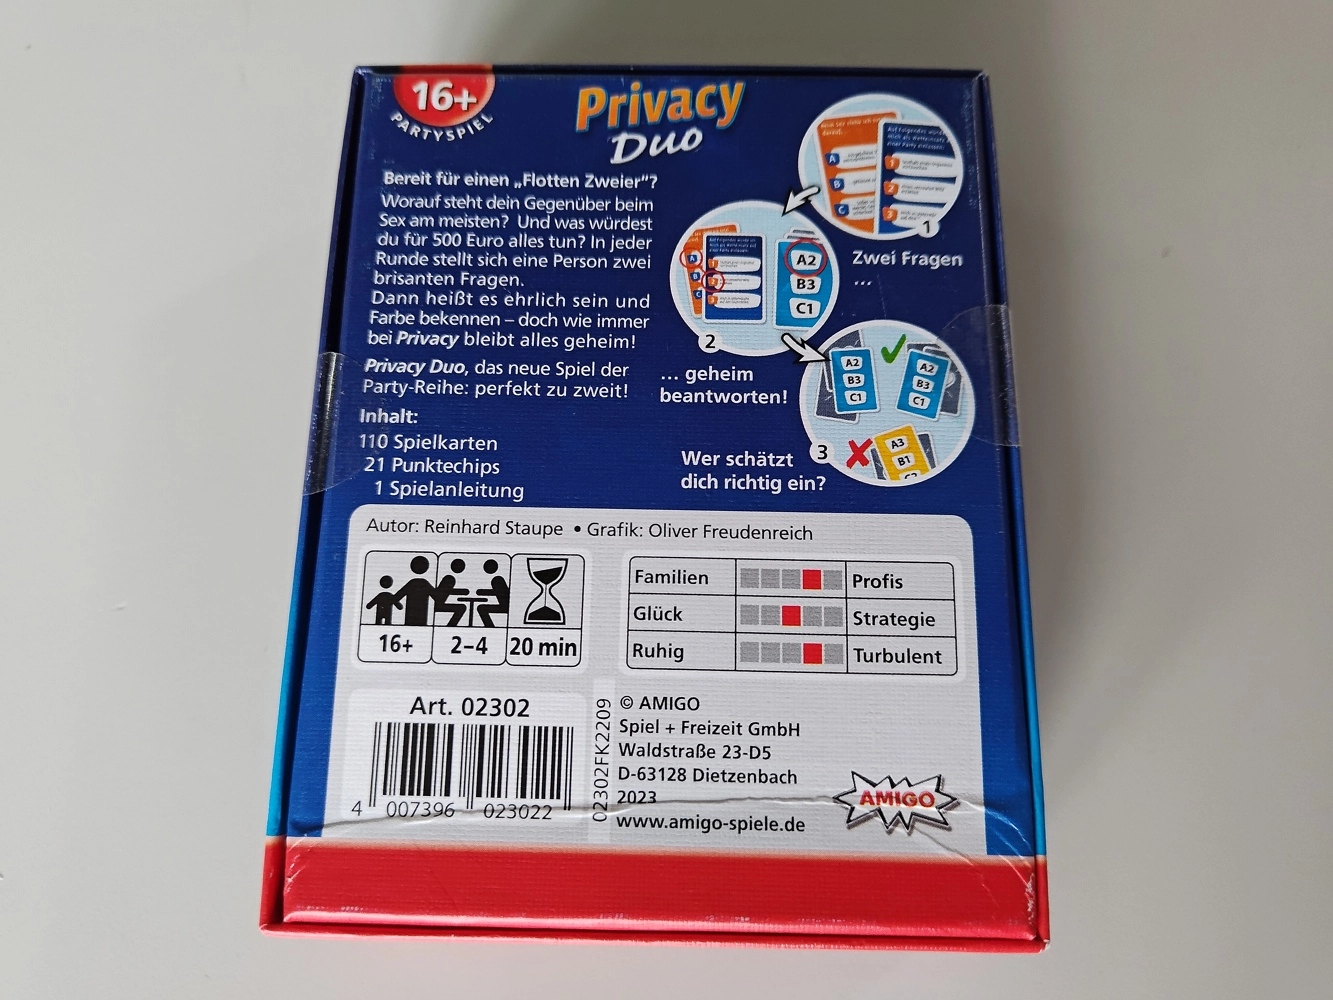 16+
PARTYSPIEL
Privacy
Duo
Bereit für einen „Flotten Zweier“?
Worauf steht dein Gegenüber beim
Sex am meisten? Und was würdest
du für 500 Euro alles tun? In jeder
Runde stellt sich eine Person zwei
brisanten Fragen.
Dann heißt es ehrlich sein und
Farbe bekennen – doch wie immer
bei Privacy bleibt alles geheim!
Privacy Duo, das neue Spiel der
Party-Reihe: perfekt zu zweit!
Inhalt:
110 Spielkarten
21 Punktechips
1 Spielanleitung
A
B
C
1
2
3
1
Zwei Fragen
...
A
B
C
1
2
3
A2
B3
C1
2
... geheim
beantworten!
A2
B3
C1
A2
B3
C1
A3
B1
3
Wer schätzt
dich richtig ein?
Autor: Reinhard Staupe • Grafik: Oliver Freudenreich
16+
2–4
20 min
Familien
Profis
Glück
Strategie
Ruhig
Turbulent
Art. 02302
4 007396 023022
02302FK2209
© AMIGO
Spiel + Freizeit GmbH
Waldstraße 23-D5
D-63128 Dietzenbach
2023
www.amigo-spiele.de
AMIGO